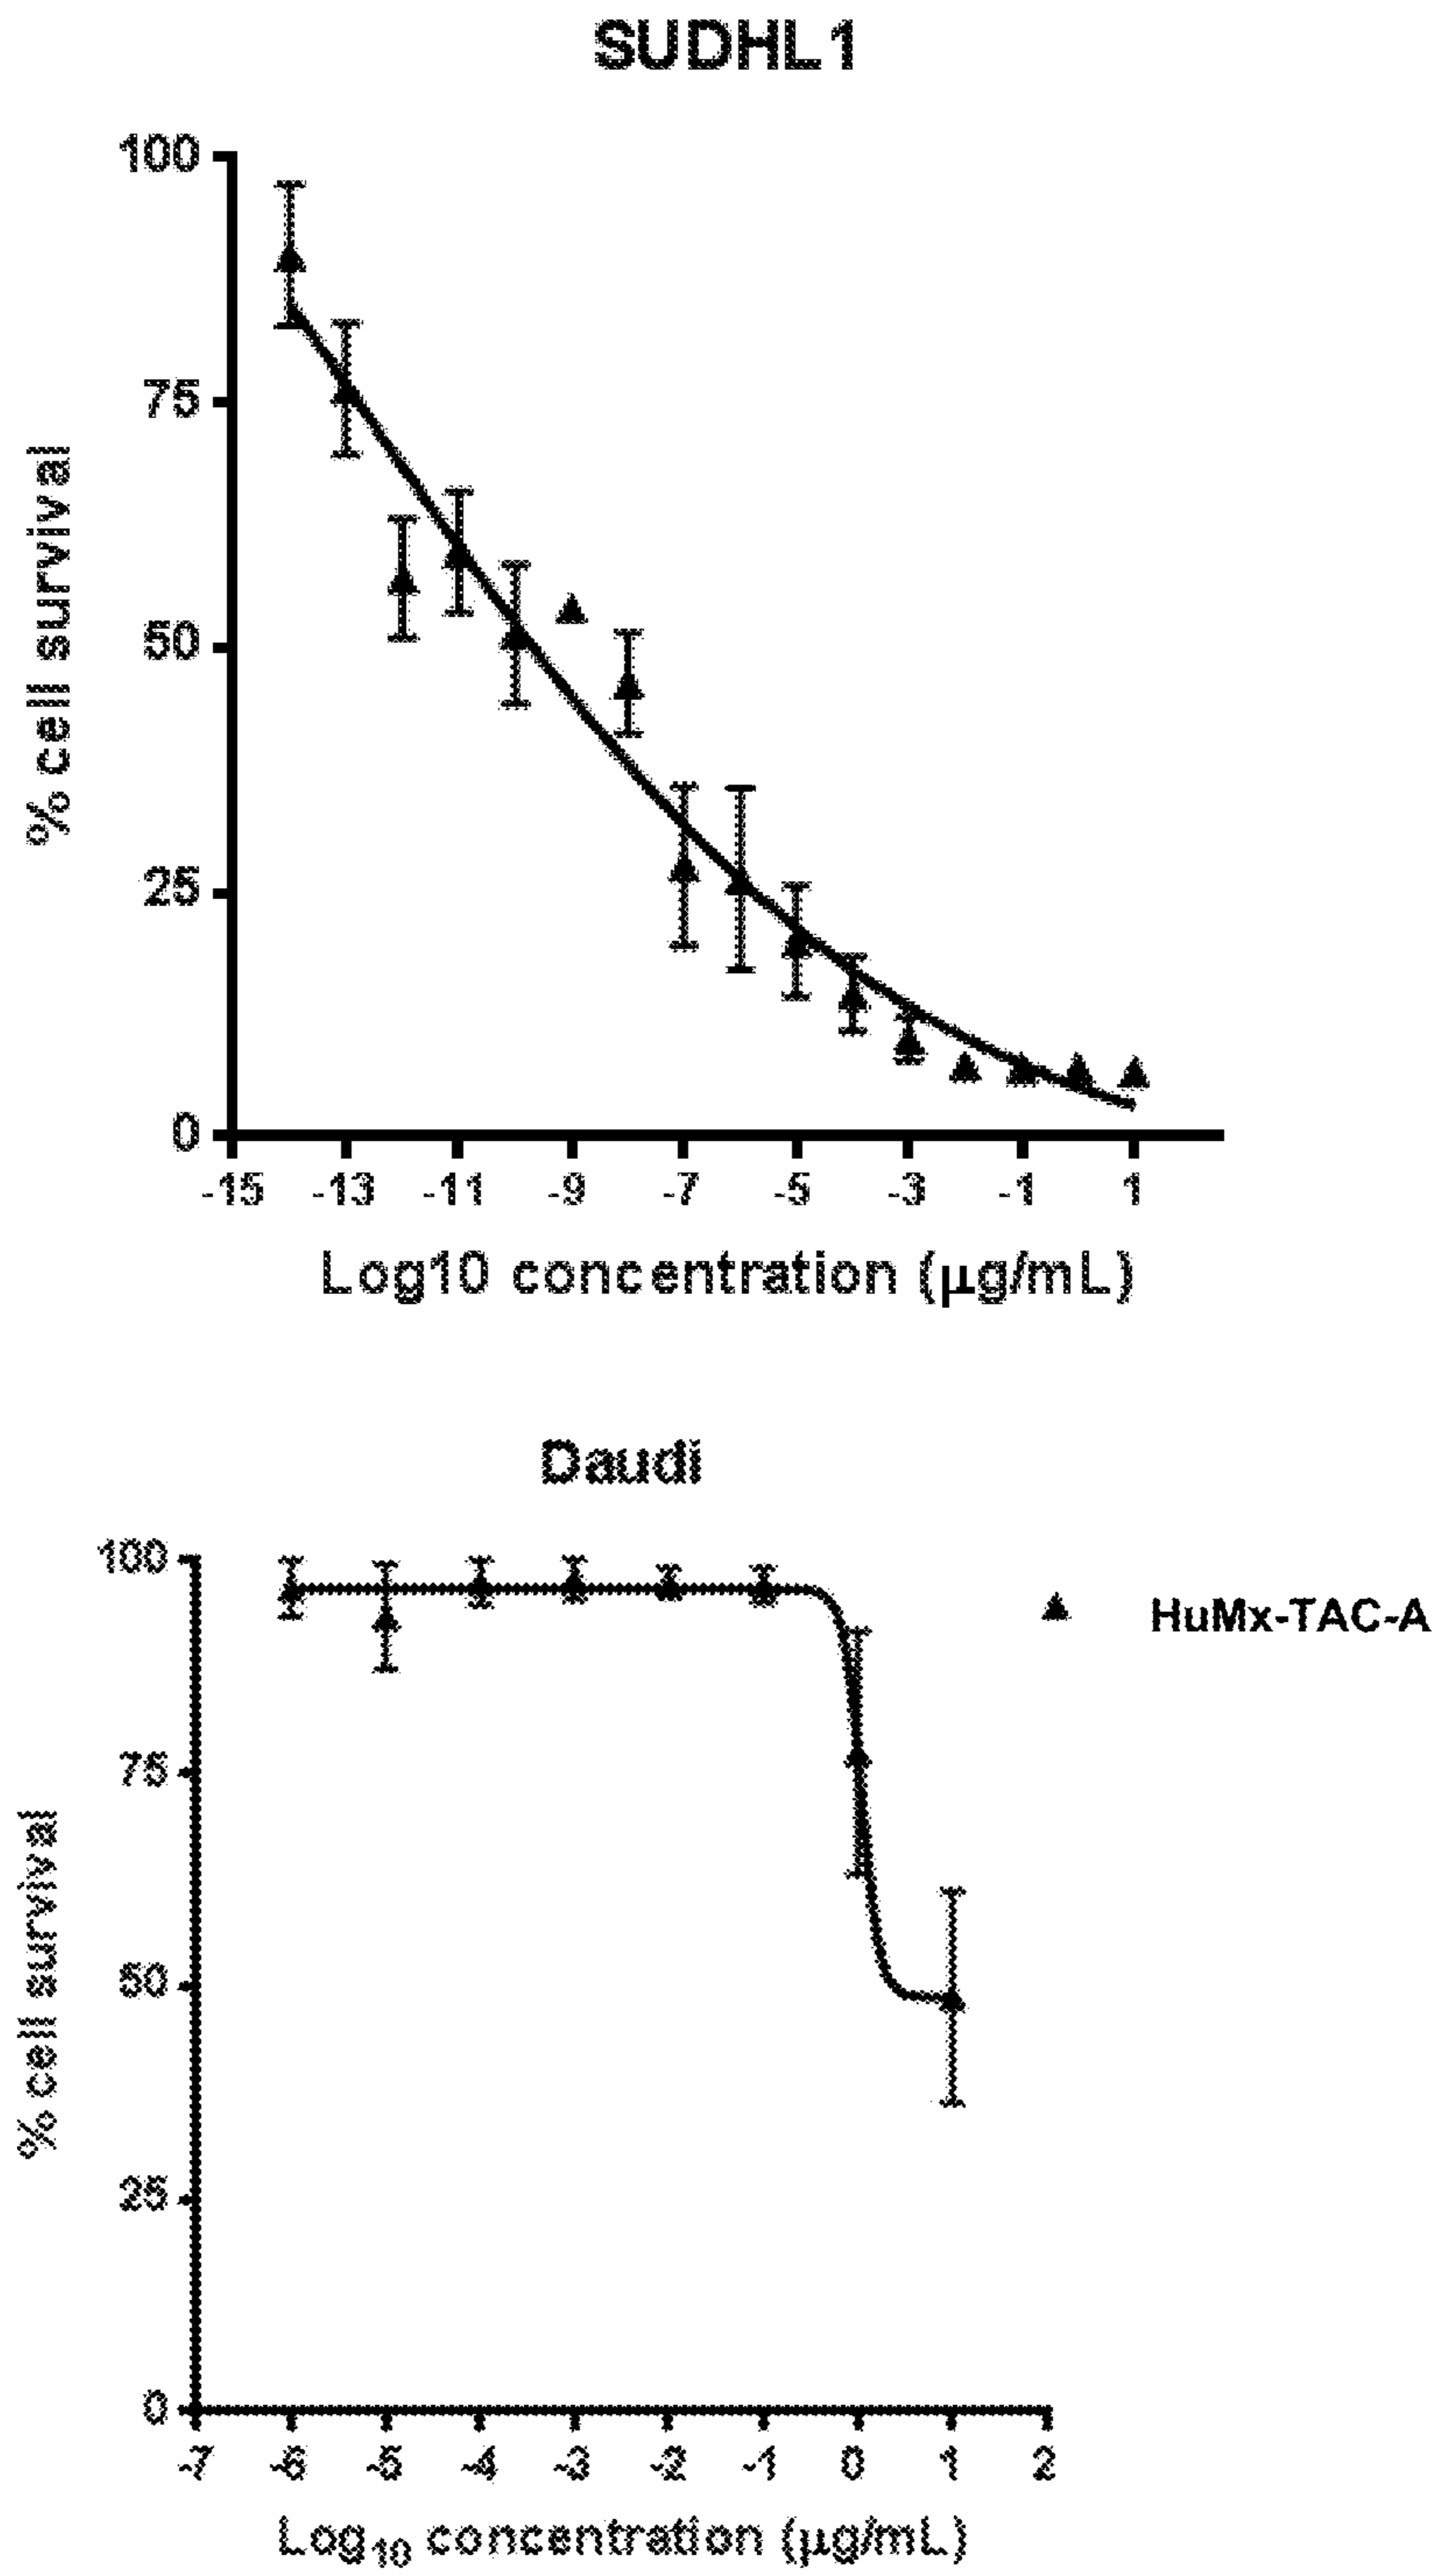 SUDHL1
100
75
50
25
0
% cell survival
-15 -13 -11 -9 -7 -5 -3 -1 1
Log10 concentration (µg/mL)
Daudi
100
75
50
25
0
% cell survival
HuMx-TAC-A
-7 -6 -5 -4 -3 -2 -1 0 1 2
Log10 concentration (µg/mL)